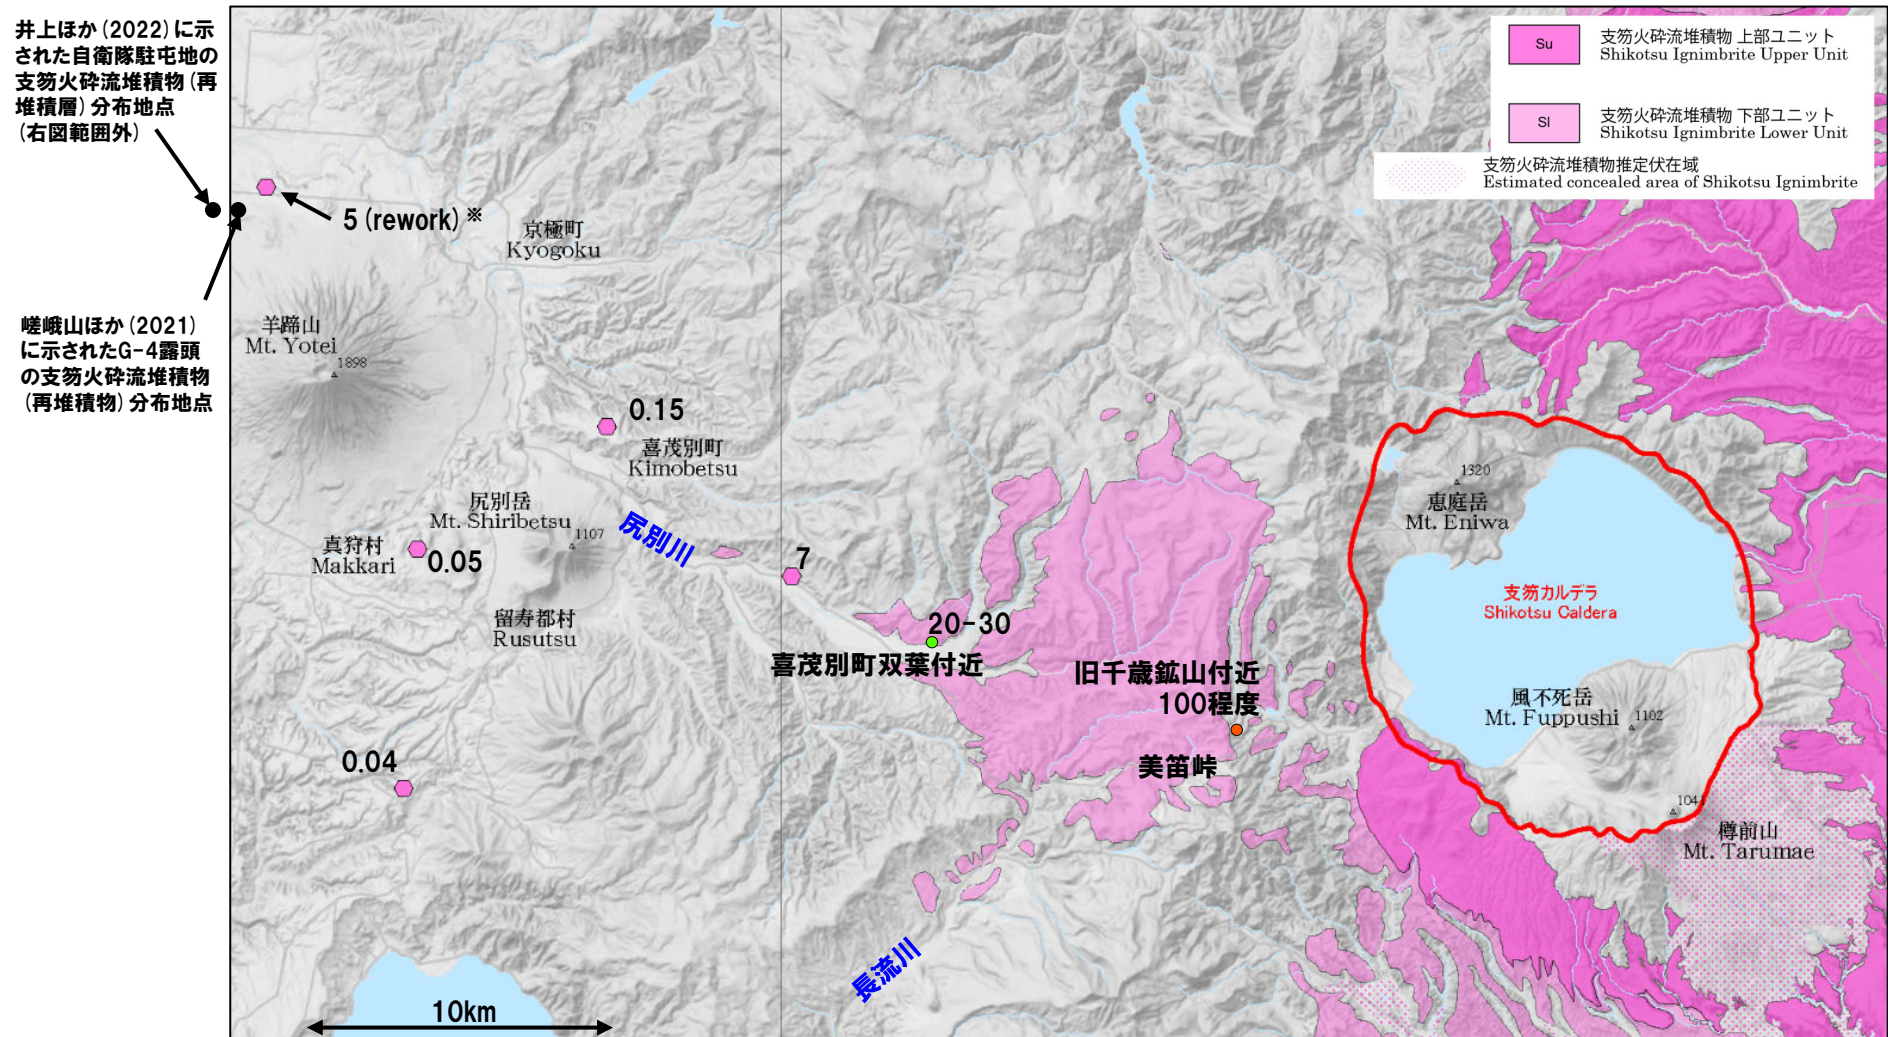 井上ほか(2022)に示
された自衛隊駐屯地の
支笏火砕流堆積物(再
堆積層)分布地点
(右図範囲外)
嵯峨山ほか(2021)
に示されたG-4露頭
の支笏火砕流堆積物
(再堆積物)分布地点
Su
支笏火砕流堆積物 上部ユニット
Shikotsu Ignimbrite Upper Unit
Sl
支笏火砕流堆積物 下部ユニット
Shikotsu Ignimbrite Lower Unit
支笏火砕流堆積物推定伏在域
Estimated concealed area of Shikotsu Ignimbrite
5(rework)※
京極町
Kyogoku
羊蹄山
Mt. Yotei
1898
0.15
喜茂別町
Kimobetsu
尻別岳
Mt. Shiribetsu
1107
尻別川
真狩村
Makkari
0.05
留寿都村
Rusutsu
7
20-30
喜茂別町双葉付近
旧千歳鉱山付近
100程度
美笛峠
0.04
長流川
10km
1320
恵庭岳
Mt. Eniwa
支笏カルデラ
Shikotsu Caldera
風不死岳
Mt. Fuppushi
1102
1041
樽前山
Mt. Tarumae